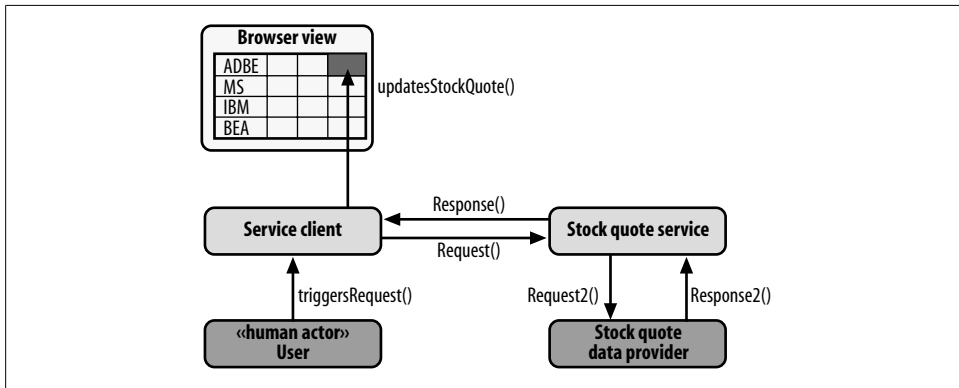 Browser view
ADBE
MS
IBM
BEA
updatesStockQuote()
Response()
Service client
Stock quote service
Request()
triggersRequest()
Request2()
Response2()
«human actor»
User
Stock quote
data provider